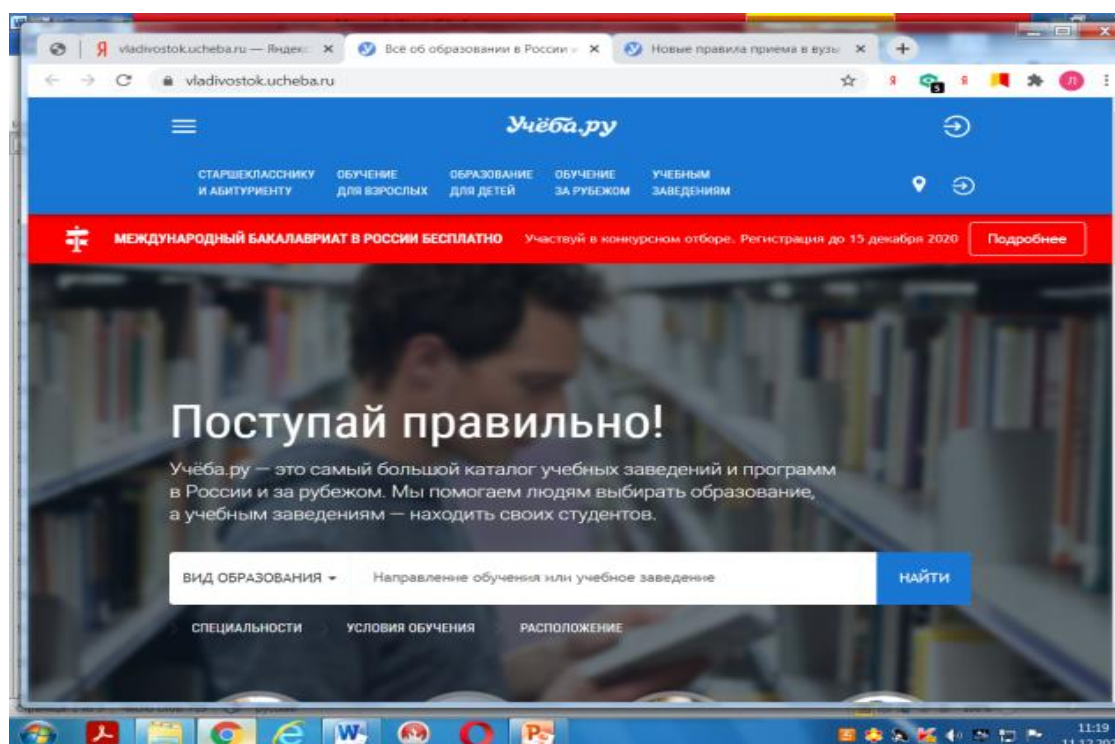 vladivostok.ucheba.ru — Яндекс
Всё об образовании в России
Новые правила приема в вузы
vladivostok.ucheba.ru
Учёба.ру
СТАРШЕКЛАССНИКУ
И АБИТУРИЕНТУ
ОБУЧЕНИЕ
ДЛЯ ВЗРОСЛЫХ
ОБРАЗОВАНИЕ
ДЛЯ ДЕТЕЙ
ОБУЧЕНИЕ
ЗА РУБЕЖОМ
УЧЕБНЫМ
ЗАВЕДЕНИЯМ
МЕЖДУНАРОДНЫЙ БАКАЛАВРИАТ В РОССИИ БЕСПЛАТНО Участвуй в конкурсном отборе. Регистрация до 15 декабря 2020 Подробнее
Поступай правильно!
Учёба.ру — это самый большой каталог учебных заведений и программ
в России и за рубежом. Мы помогаем людям выбирать образование,
а учебным заведениям — находить своих студентов.
ВИД ОБРАЗОВАНИЯ Направление обучения или учебное заведение НАЙТИ
СПЕЦИАЛЬНОСТИ УСЛОВИЯ ОБУЧЕНИЯ РАСПОЛОЖЕНИЕ
11:19